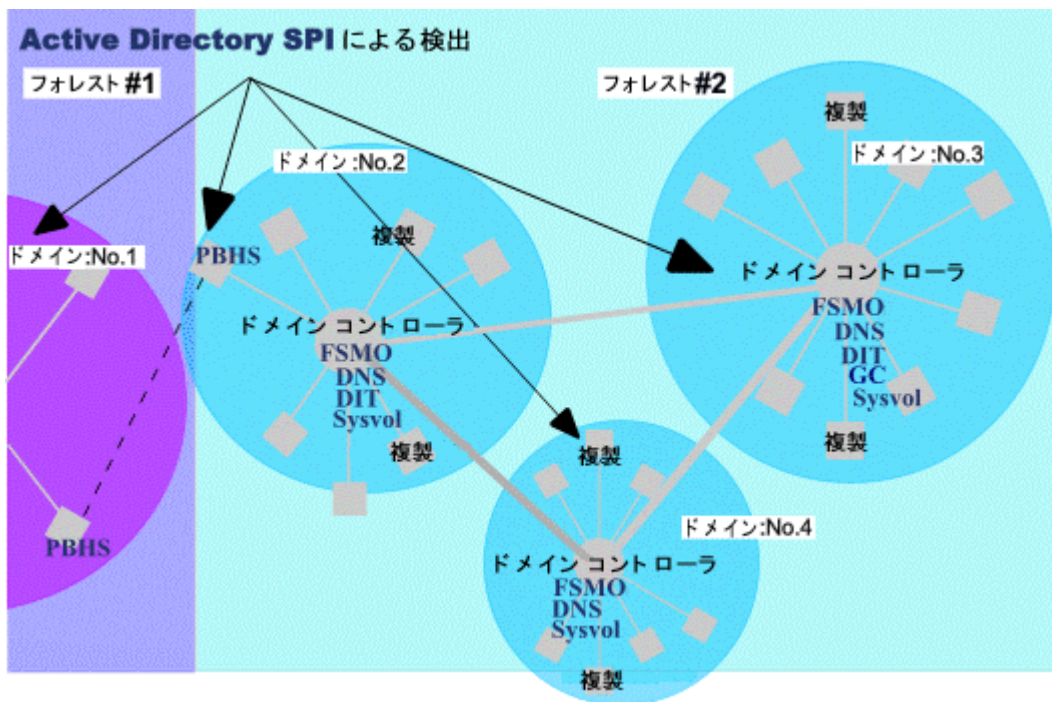 Active Directory SPI による検出
フォレスト #1
フォレスト #2
複製
ドメイン:No.2
ドメイン:No.3
複製
PBHS
ドメイン:No.1
ドメイン コントローラ
FSMO
DNS
DIT
GC
Sysvol
ドメイン コントローラ
FSMO
DNS
DIT
Sysvol
複製
複製
複製
ドメイン:No.4
PBHS
ドメイン コントローラ
FSMO
DNS
Sysvol
複製